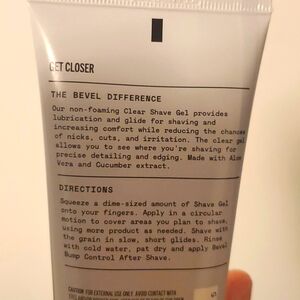 GET CLOSER
THE BEVEL DIFFERENCE
Our non-foaming Clear Shave Gel provides
lubrication and glide for shaving and
increasing comfort while reducing the chances
of nicks, cuts, and irritation. The clear gel
allows you to see where you're shaving for
precise detailing and edging. Made with Aloe
Vera and Cucumber extract.
DIRECTIONS
Squeeze a dime-sized amount of Shave Gel
onto your fingers. Apply in a circular
motion to cover areas you plan to shave,
using more product as needed. Shave with
the grain in slow, short glides. Rinse
with cold water, pat dry and apply Bevel
Bump Control After Shave.
CAUTION: FOR EXTERNAL USE ONLY. AVOID CONTACT WITH